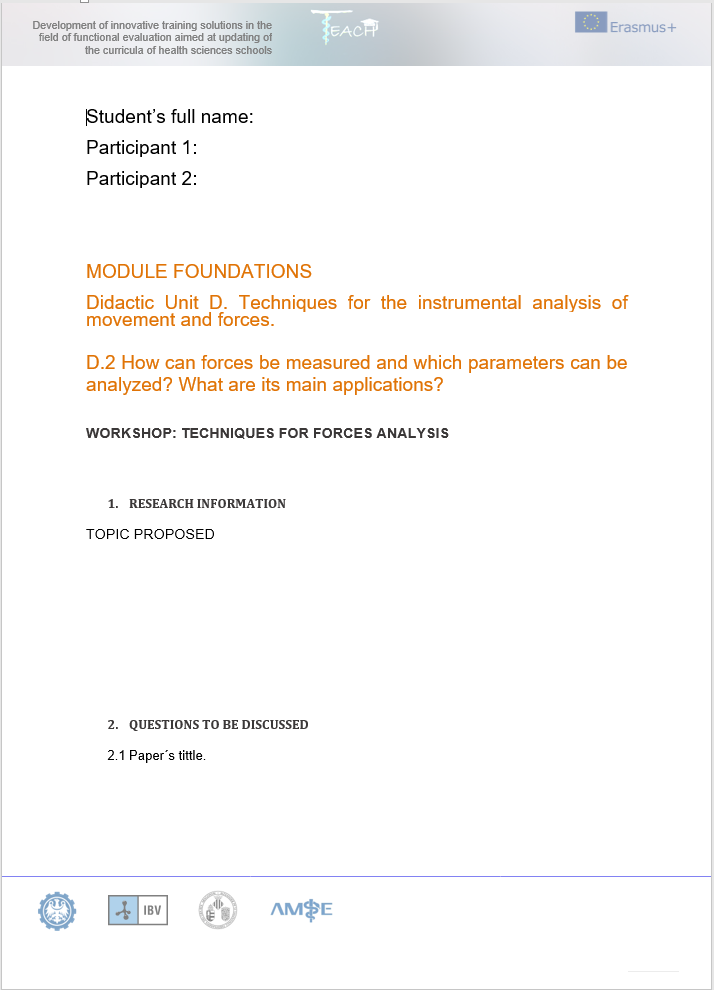 Development of innovative training solutions in the
field of functional evaluation aimed at updating of
the curricula of health sciences schools
TEACH
Erasmus+
Student's full name:
Participant 1:
Participant 2:
MODULE FOUNDATIONS
Didactic Unit D. Techniques for the instrumental analysis of
movement and forces.
D.2 How can forces be measured and which parameters can be
analyzed? What are its main applications?
WORKSHOP: TECHNIQUES FOR FORCES ANALYSIS
1. RESEARCH INFORMATION
TOPIC PROPOSED
2. QUESTIONS TO BE DISCUSSED
2.1 Paper´s tittle.
IBV